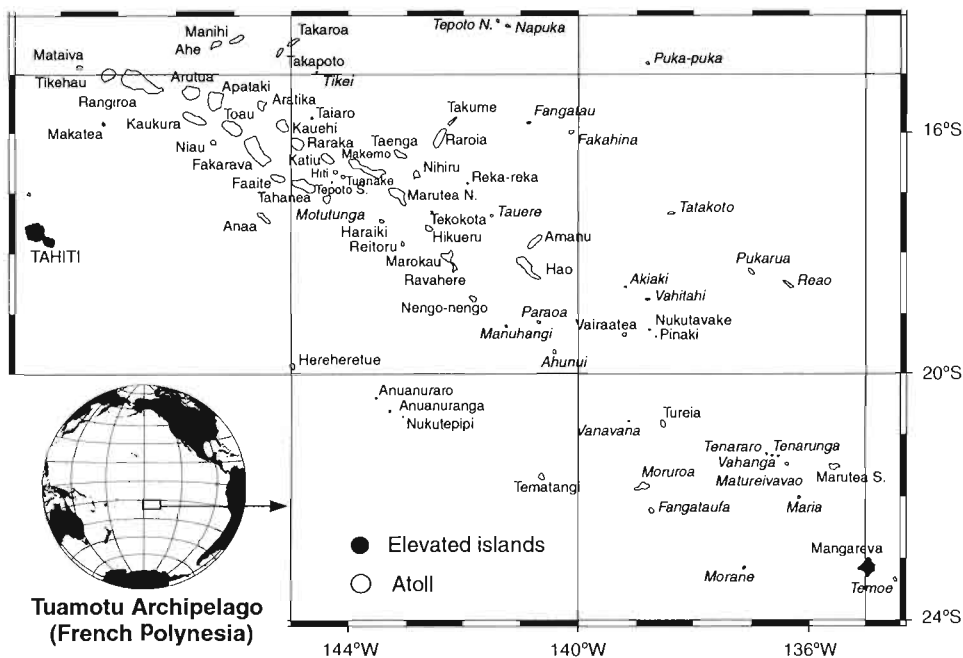 Manihi
Ahe
Takaroa
Takapoto
Tepoto N.
Napuka
Mataiva
Tikehau
Rangiroa
Arutua
Apataki
Tikei
Puka-puka
Aratika
Kaukura
Toau
Taiaro
Kauehi
Takume
Fangatau
Makatea
Niau
Raraka
Taenga
Raroia
Fakahina
16°S
Fakarava
Katiu
Makemo
Hiti
Tuanake
Nihiru
Faaite
Tepoto S.
Reka-reka
Tahanea
Marutea N.
Motutunga
Tekokota
Tauere
Tatakoto
Anaa
Haraiki
Hikueru
Amanu
Reitoru
TAHITI
Marokau
Hao
Pukarua
Ravahere
Akiaki
Reao
Nengo-nengo
Vahitahi
Paraoa
Manuhangi
Vairaatea
Nukutavake
Pinaki
Hereheretue
Ahunui
20°S
Anuanuraro
Anuanuranga
Nukutepipi
Vanavana
Tureia
Tenararo
Tenarunga
Vahanga
Matureivavao
Marutea S.
Tematangi
Moruroa
Fangataufa
Maria
Elevated islands
Mangareva
Atoll
Morane
Temoe
Tuamotu Archipelago
(French Polynesia)
24°S
144°W
140°W
136°W